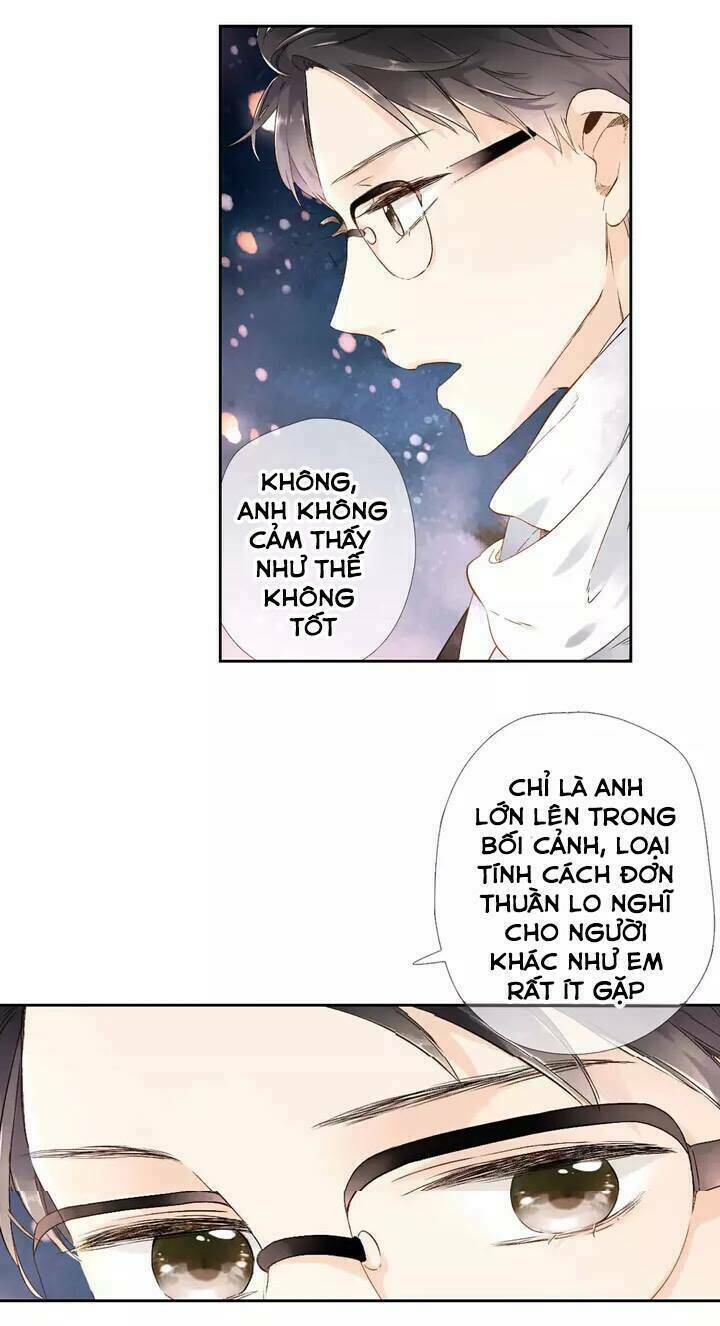 KHÔNG,
ANH KHÔNG
CẢM THẤY
NHƯ THẾ
KHÔNG
TỐT
CHỈ LÀ ANH
LỚN LÊN TRONG
BỐI CẢNH, LOẠI
TÍNH CÁCH ĐƠN
THUẦN LO NGHĨ
CHO NGƯỜI
KHÁC NHƯ EM
RẤT ÍT GẶP